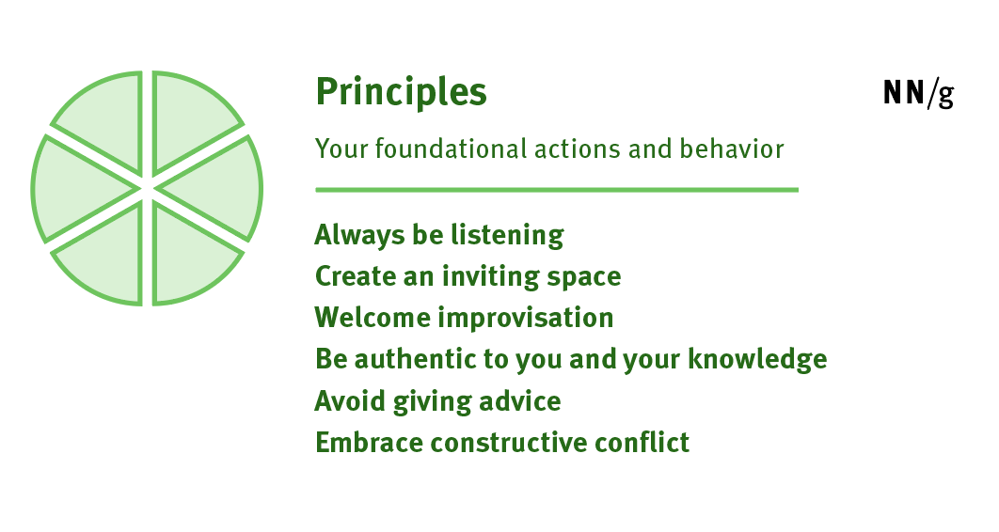 Principles
NN/g
Your foundational actions and behavior
Always be listening
Create an inviting space
Welcome improvisation
Be authentic to you and your knowledge
Avoid giving advice
Embrace constructive conflict